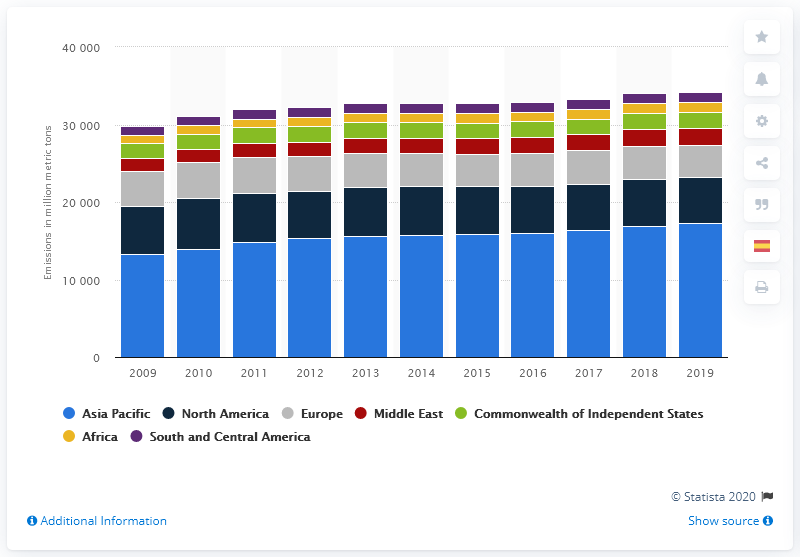 40 000
30 000
20 000
10 000
0
Emissions in million metric tons
2009 2010 2011 2012 2013 2014 2015 2016 2017 2018 2019
Asia Pacific North America Europe Middle East Commonwealth of Independent States
Africa South and Central America
© Statista 2020
Additional Information Show source